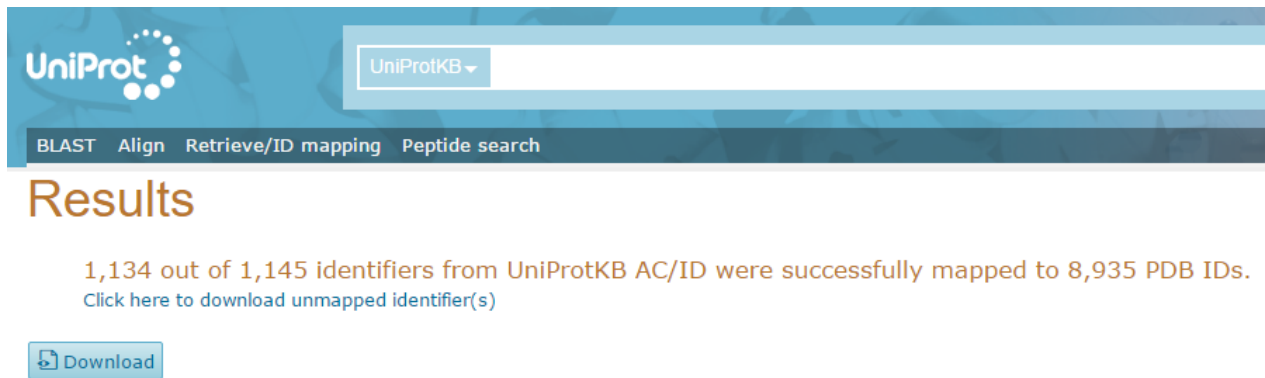 UniProt
UniProtKB
BLAST Align Retrieve/ID mapping Peptide search
Results
1,134 out of 1,145 identifiers from UniProtKB AC/ID were successfully mapped to 8,935 PDB IDs.
Click here to download unmapped identifier(s)
Download